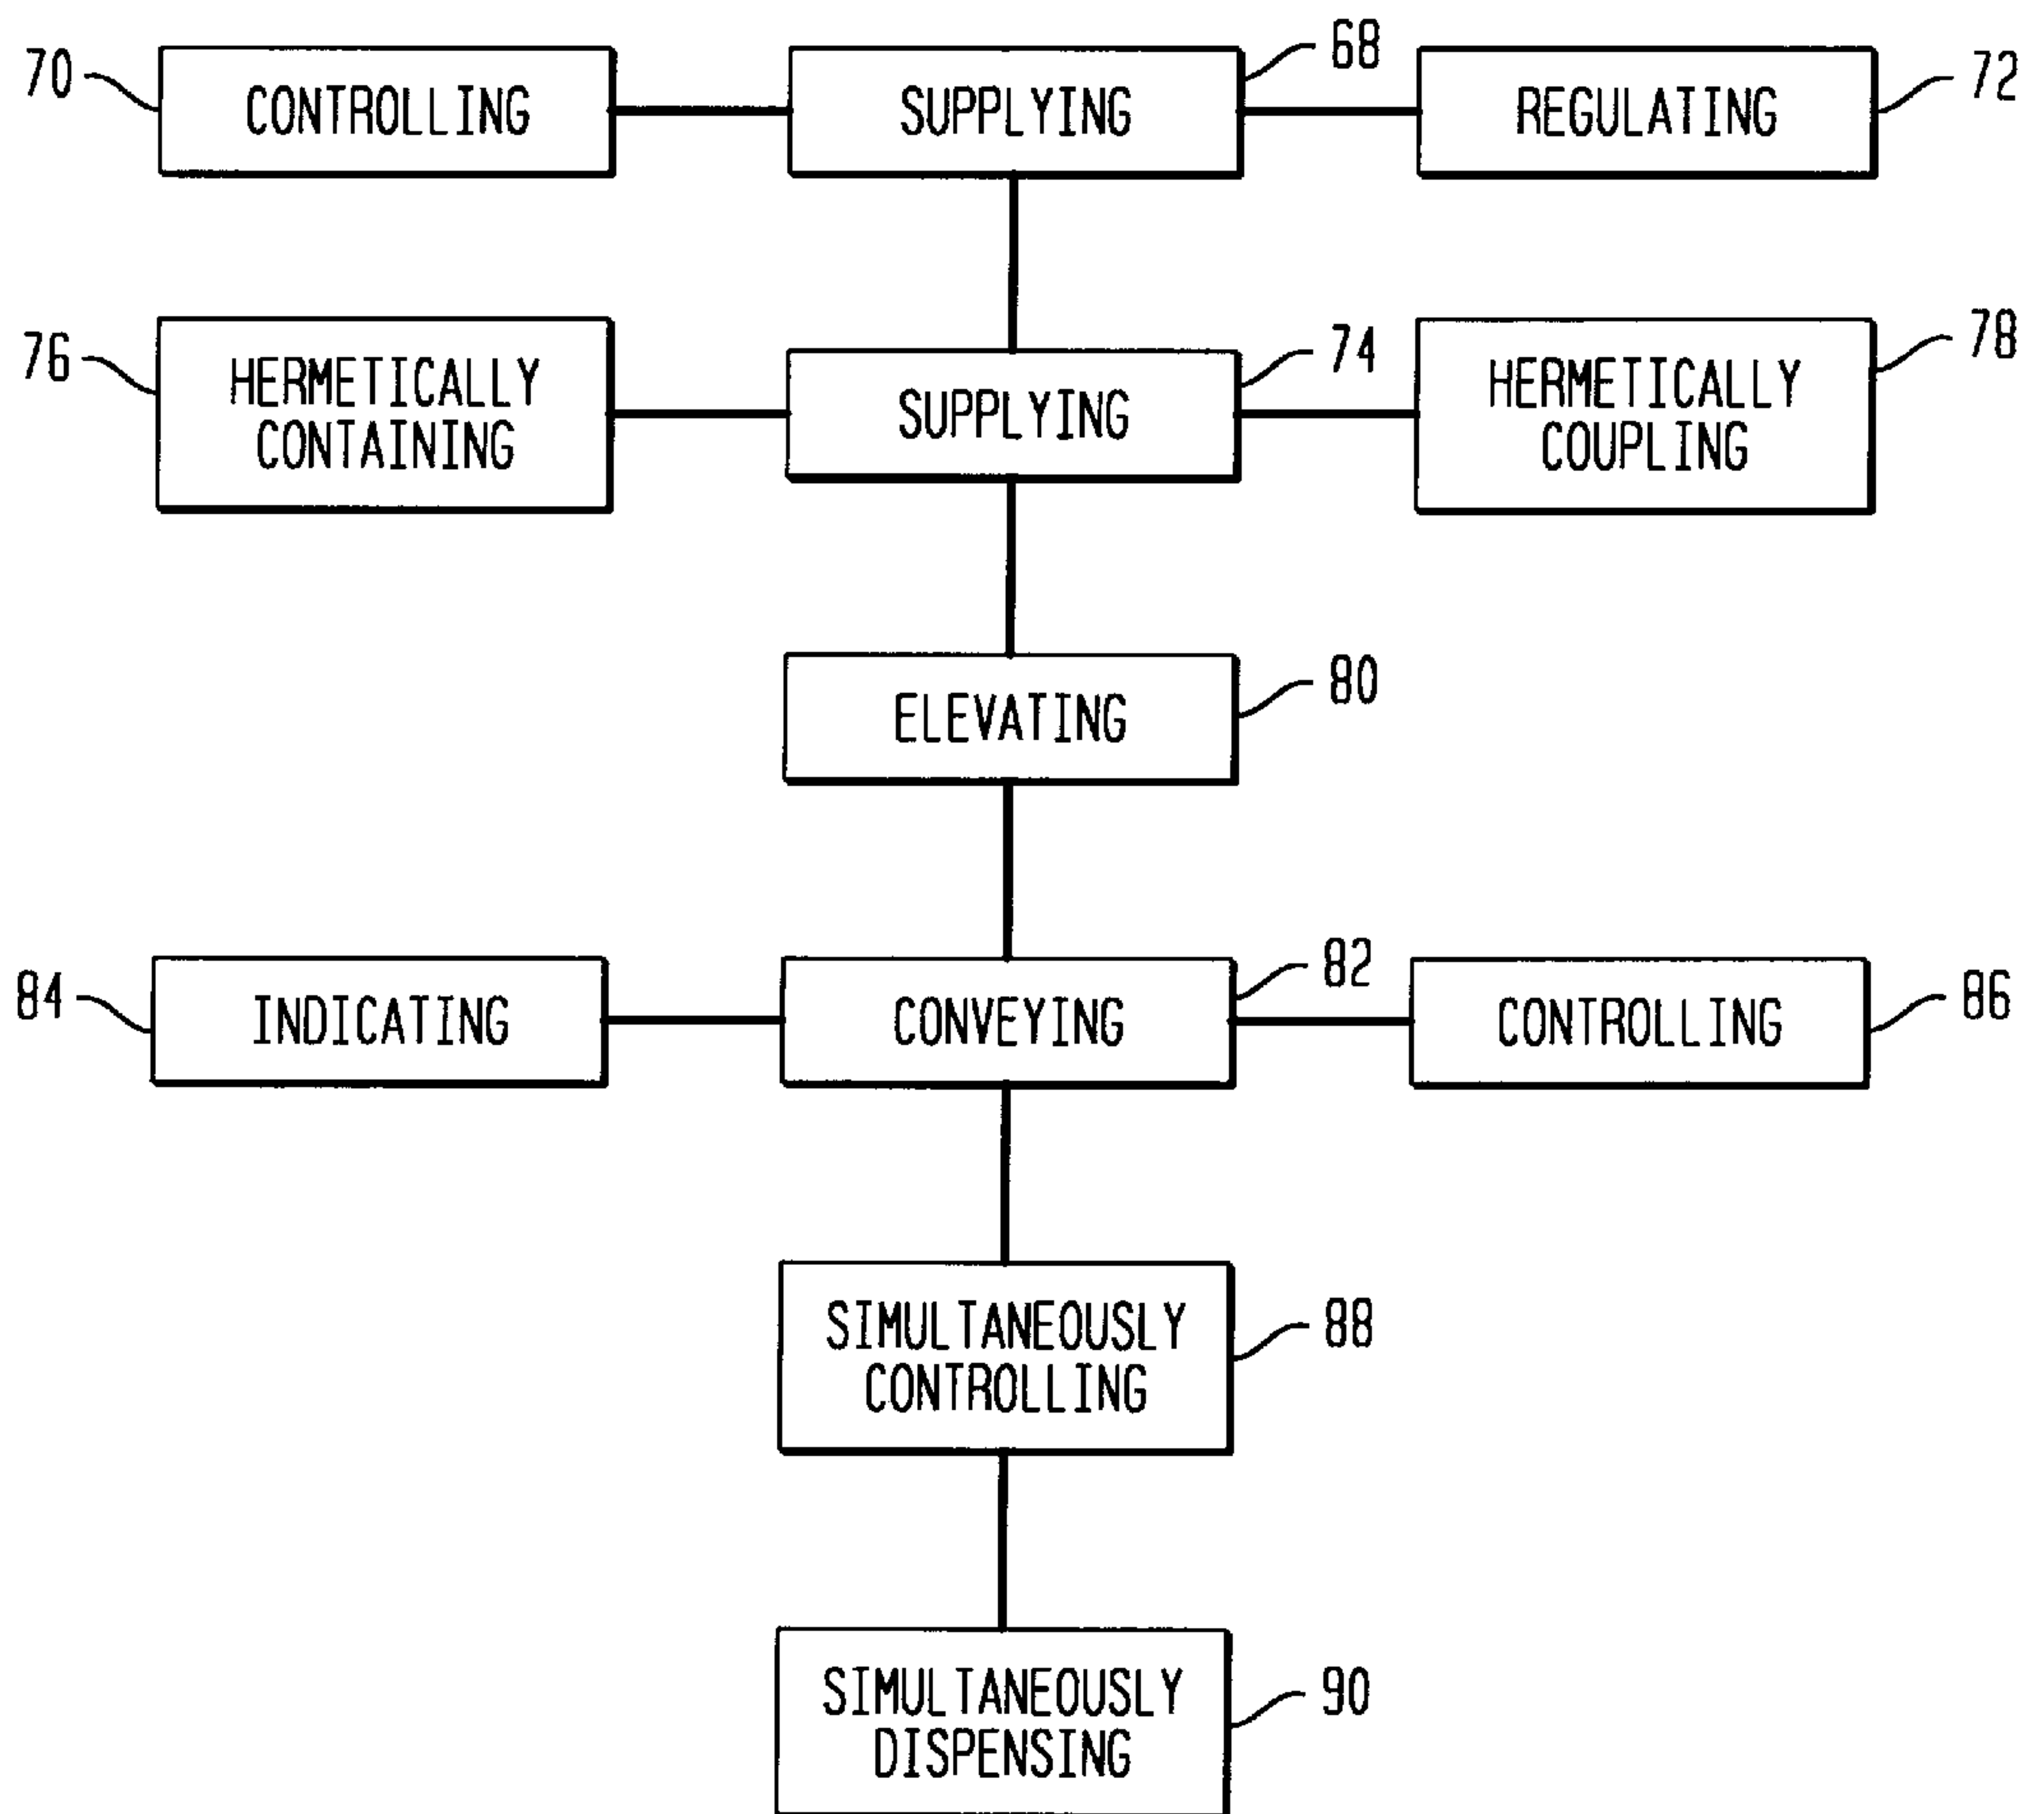 70
CONTROLLING
SUPPLYING
68
REGULATING
72
76
HERMETICALLY
CONTAINING
SUPPLYING
74
HERMETICALLY
COUPLING
78
ELEVATING
80
84
INDICATING
CONVEYING
82
CONTROLLING
86
SIMULTANEOUSLY
CONTROLLING
88
SIMULTANEOUSLY
DISPENSING
90